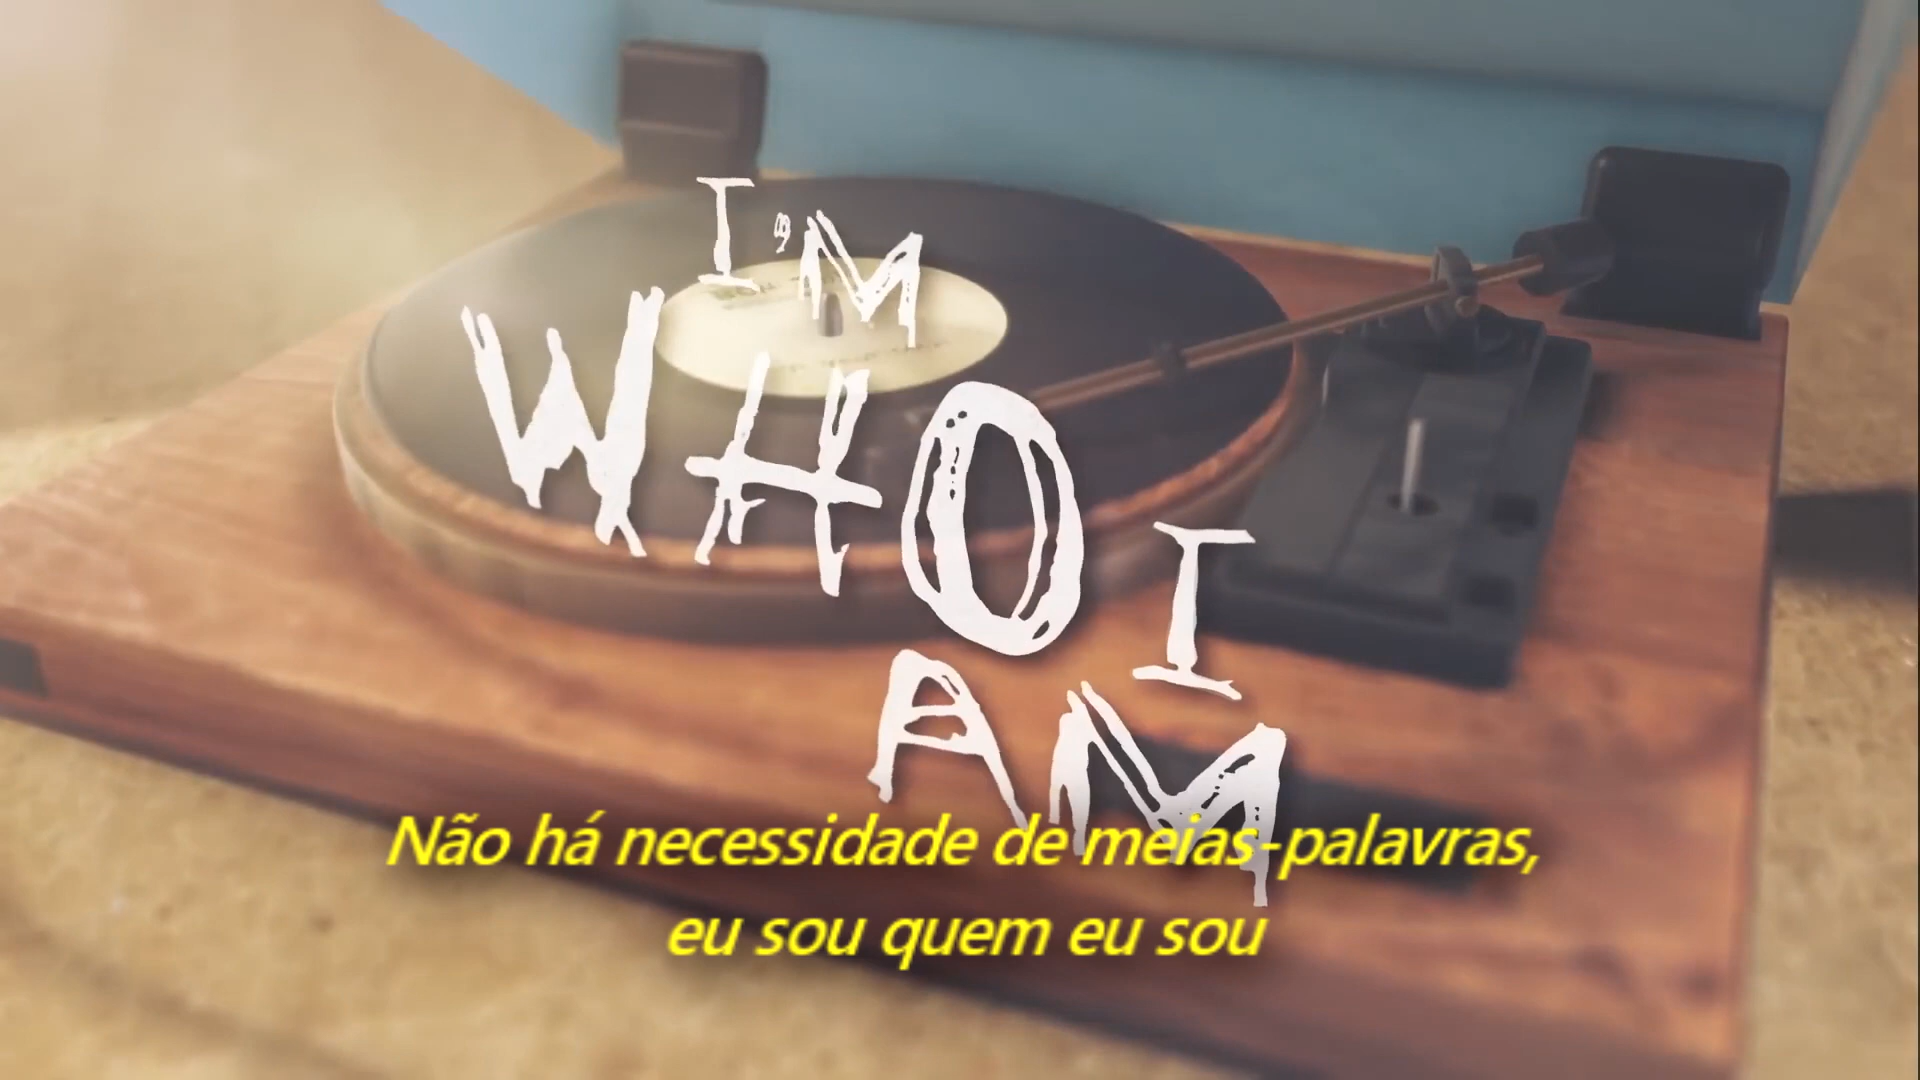 I'M
WHO I
AM
Não há necessidade de meias-palavras,
eu sou quem eu sou